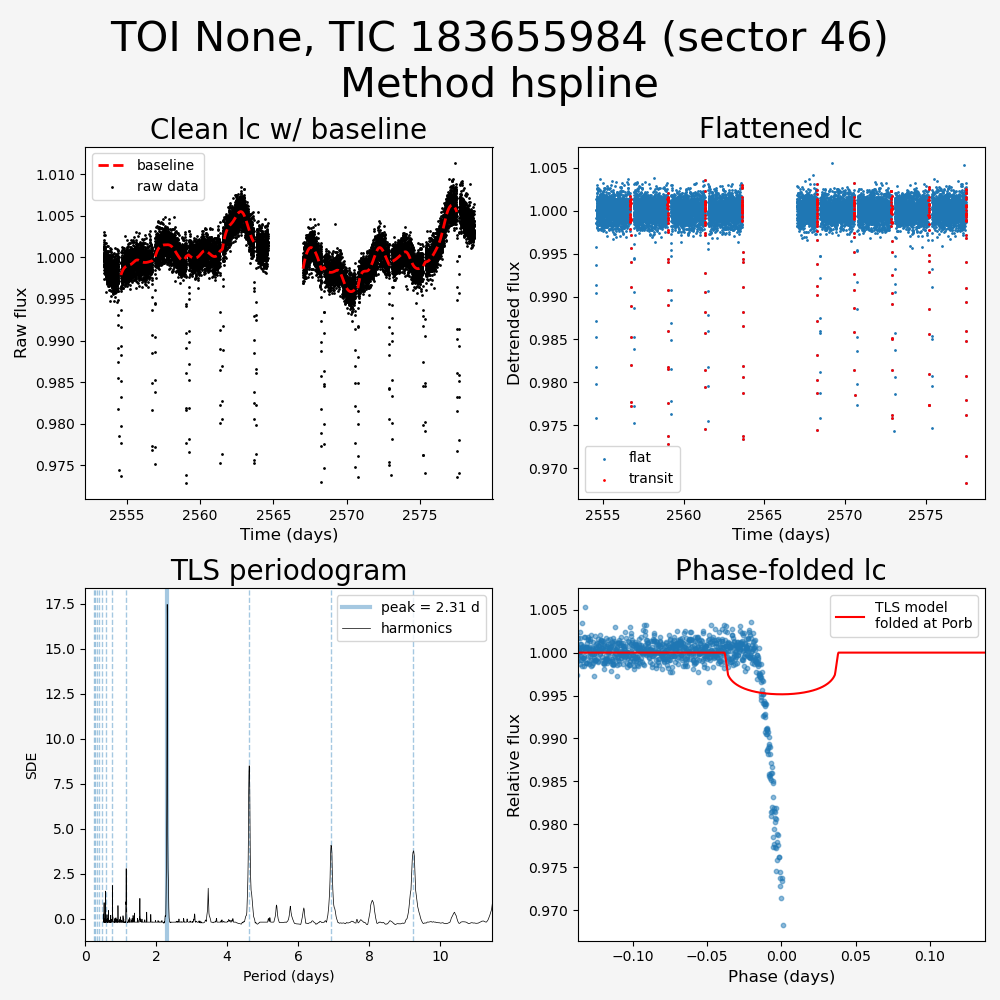 TOI None, TIC 183655984 (sector 46)
Method hspline
Clean lc w/ baseline
baseline
raw data
1.010
1.005
1.000
0.995
0.990
0.985
0.980
0.975
Raw flux
2555
2560
2565
2570
2575
Time (days)
Flattened lc
1.005
1.000
0.995
0.990
0.985
0.980
0.975
0.970
Detrended flux
flat
transit
2555
2560
2565
2570
2575
Time (days)
TLS periodogram
peak = 2.31 d
harmonics
17.5
15.0
12.5
10.0
7.5
5.0
2.5
0.0
SDE
0
2
4
6
8
10
Period (days)
Phase-folded lc
TLS model
folded at Porb
1.005
1.000
0.995
0.990
0.985
0.980
0.975
0.970
Relative flux
−0.10
−0.05
0.00
0.05
0.10
Phase (days)